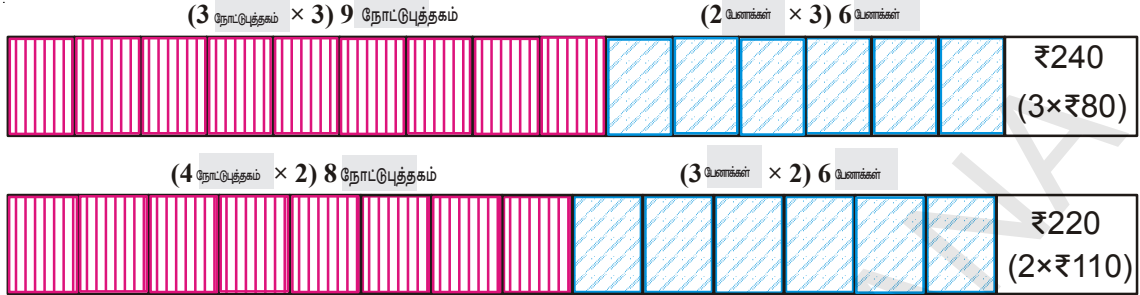 (3 நோட்டுபுத்தகம் × 3) 9 நோட்டுபுத்தகம் (2 பேனாக்கள் × 3) 6 பேனாக்கள்
₹240
(3×₹80)
(4 நோட்டுபுத்தகம் × 2) 8 நோட்டுபுத்தகம் (3 பேனாக்கள் × 2) 6 பேனாக்கள்
₹220
(2×₹110)